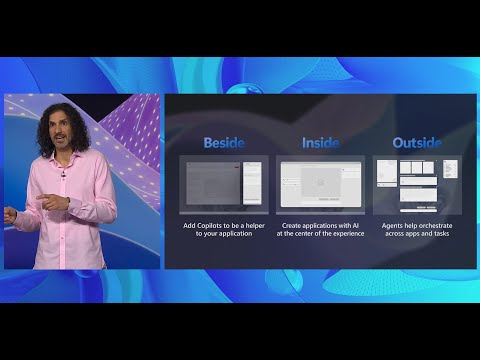 Beside
Inside
Outside
Add Copilots to be a helper
to your application
Create applications with AI
at the center of the experience
Agents help orchestrate
across apps and tasks